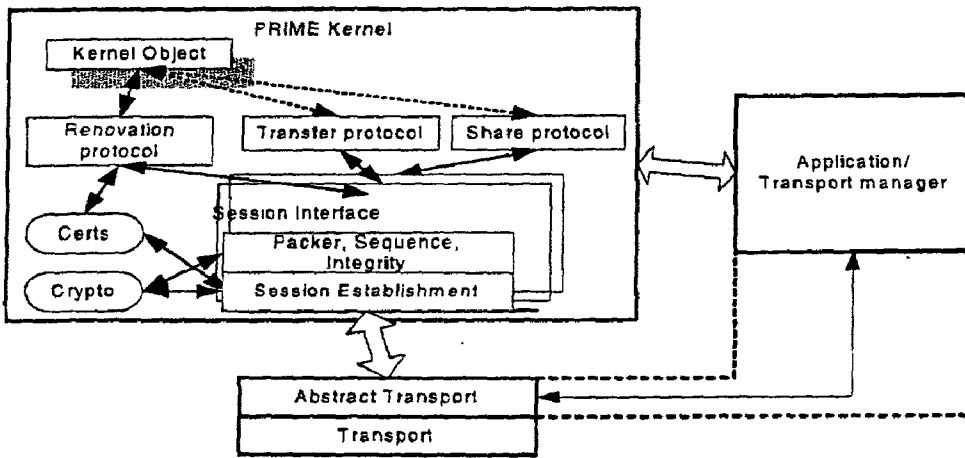 PRIME Kernel
Kernel Object
Renovation
protocol
Transfer protocol
Share protocol
Application/
Transport manager
Session Interface
Certs
Packer, Sequence,
Integrity
Crypto
Session Establishment
Abstract Transport
Transport